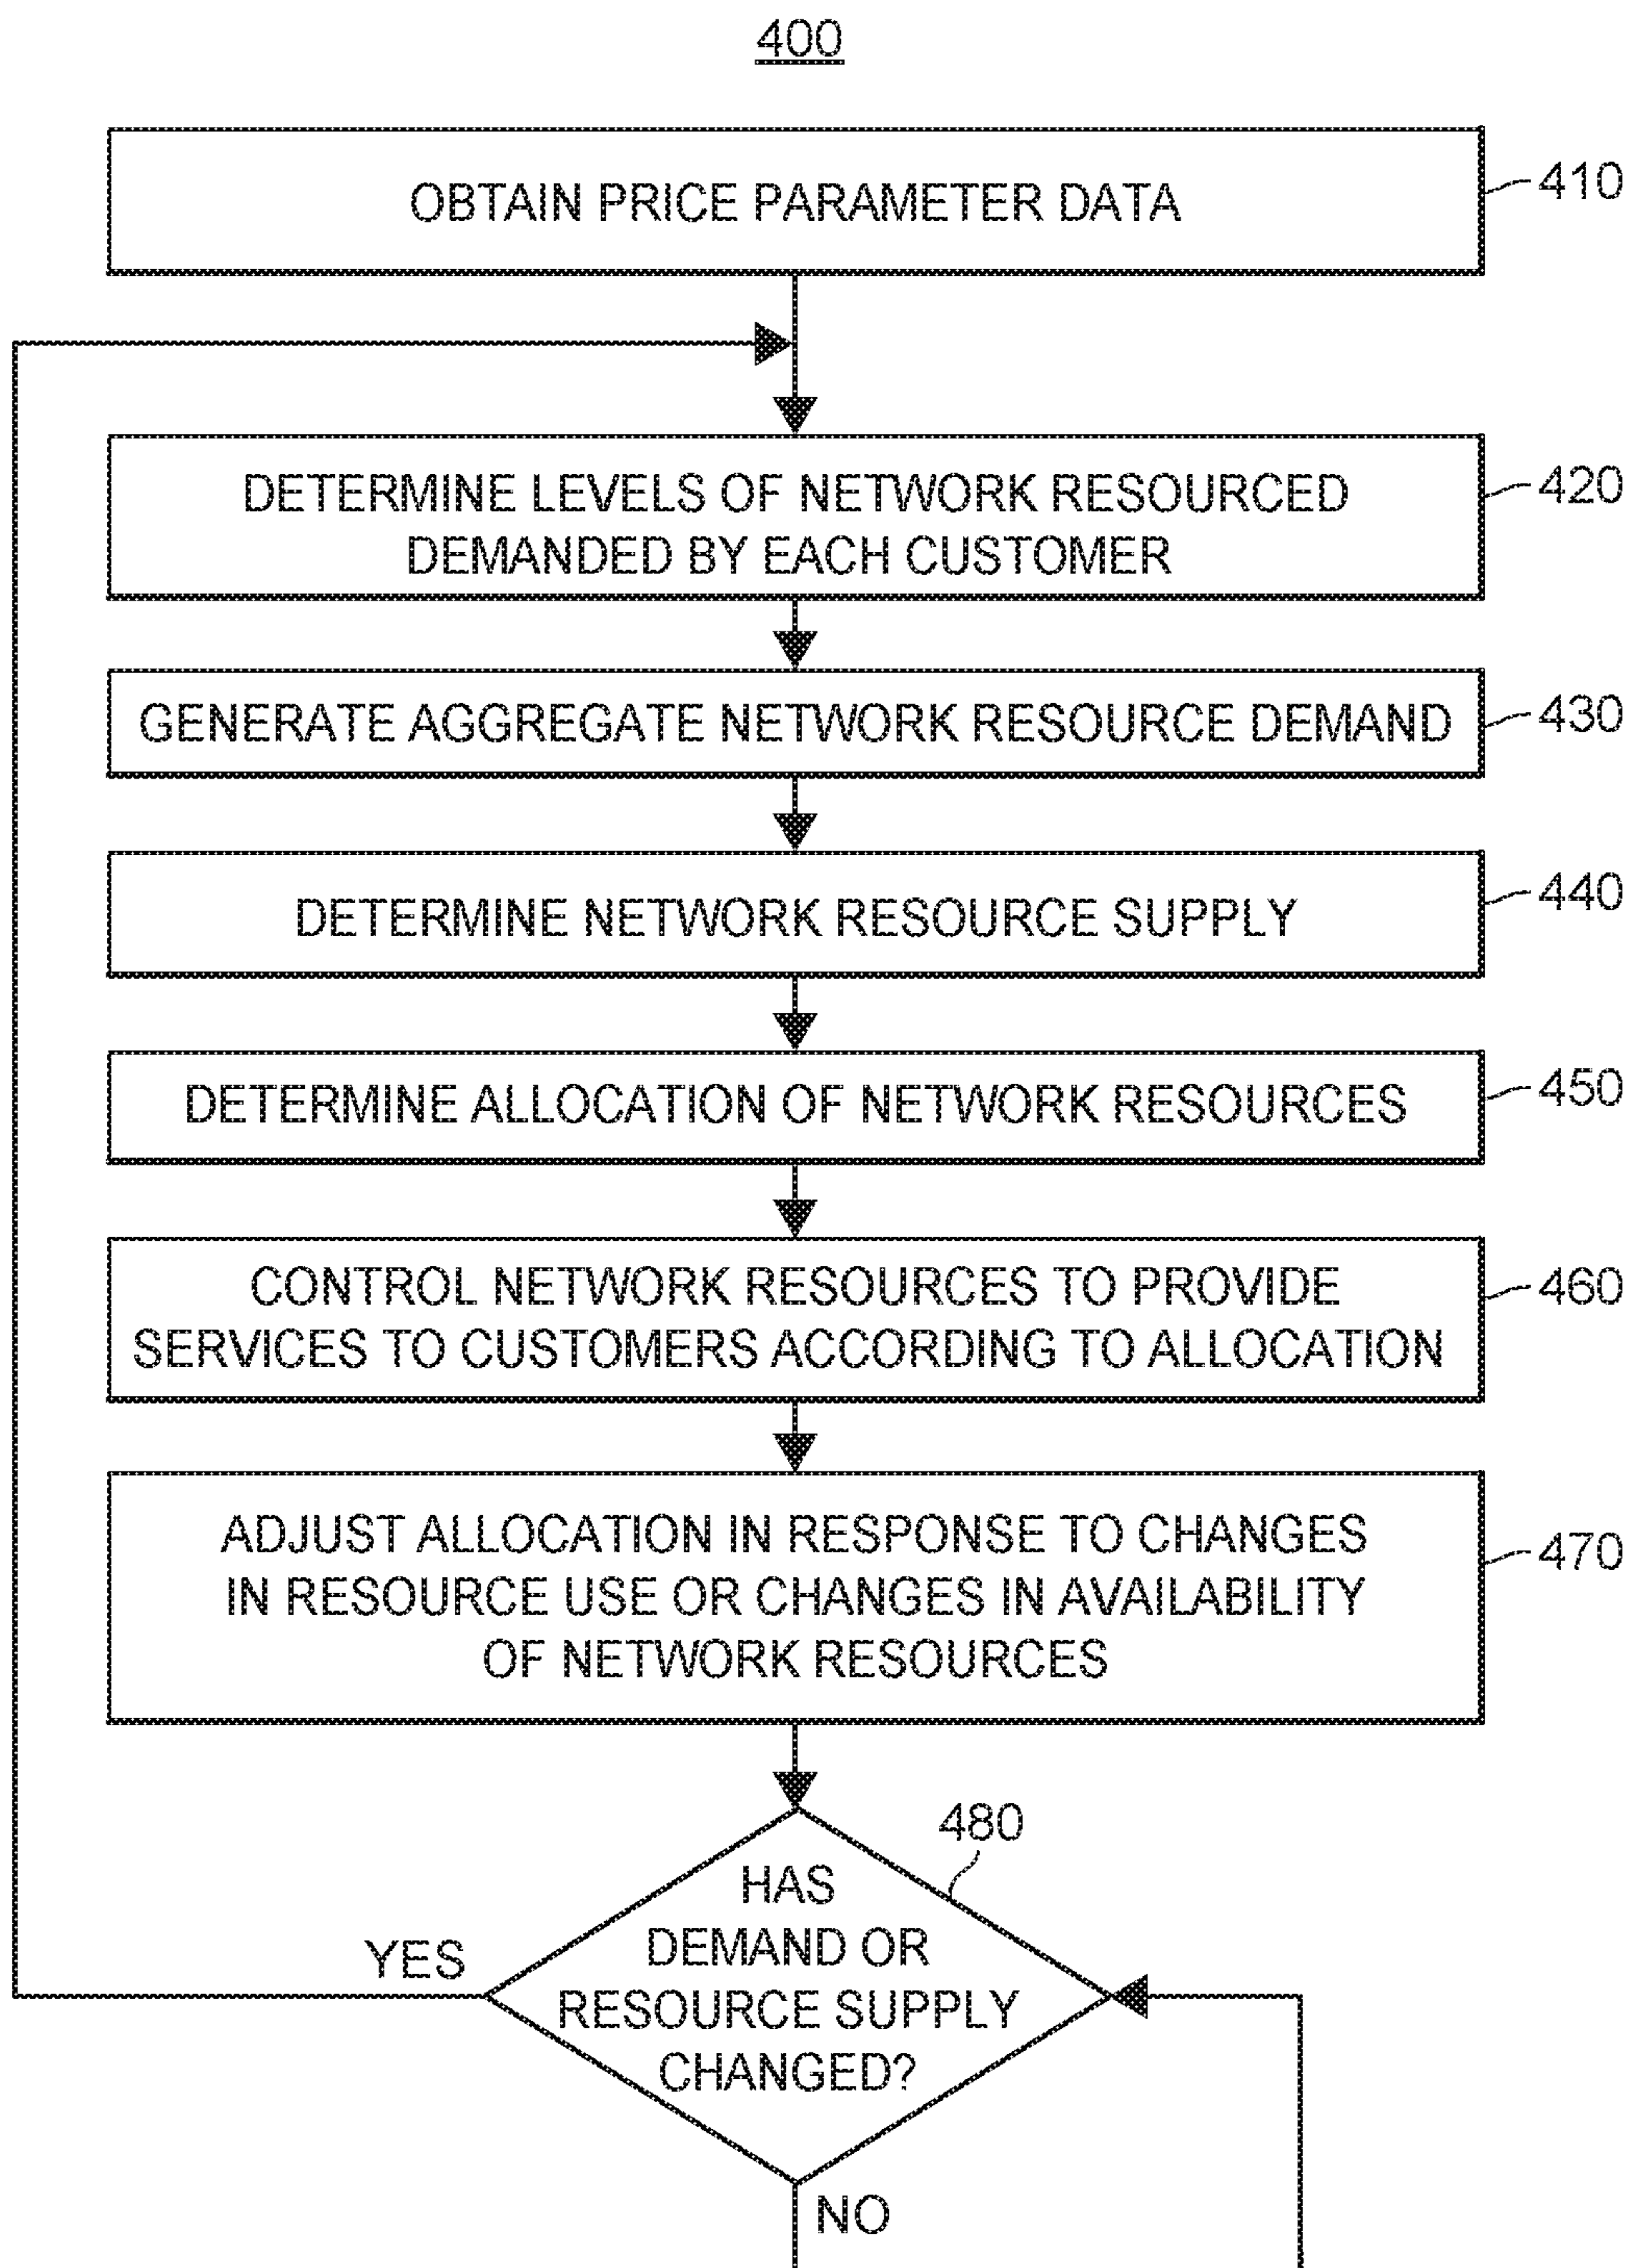 400
OBTAIN PRICE PARAMETER DATA
410
DETERMINE LEVELS OF NETWORK RESOURCED
DEMANDED BY EACH CUSTOMER
420
GENERATE AGGREGATE NETWORK RESOURCE DEMAND
430
DETERMINE NETWORK RESOURCE SUPPLY
440
DETERMINE ALLOCATION OF NETWORK RESOURCES
450
CONTROL NETWORK RESOURCES TO PROVIDE
SERVICES TO CUSTOMERS ACCORDING TO ALLOCATION
460
ADJUST ALLOCATION IN RESPONSE TO CHANGES
IN RESOURCE USE OR CHANGES IN AVAILABILITY
OF NETWORK RESOURCES
470
480
HAS
DEMAND OR
RESOURCE SUPPLY
CHANGED?
YES
NO